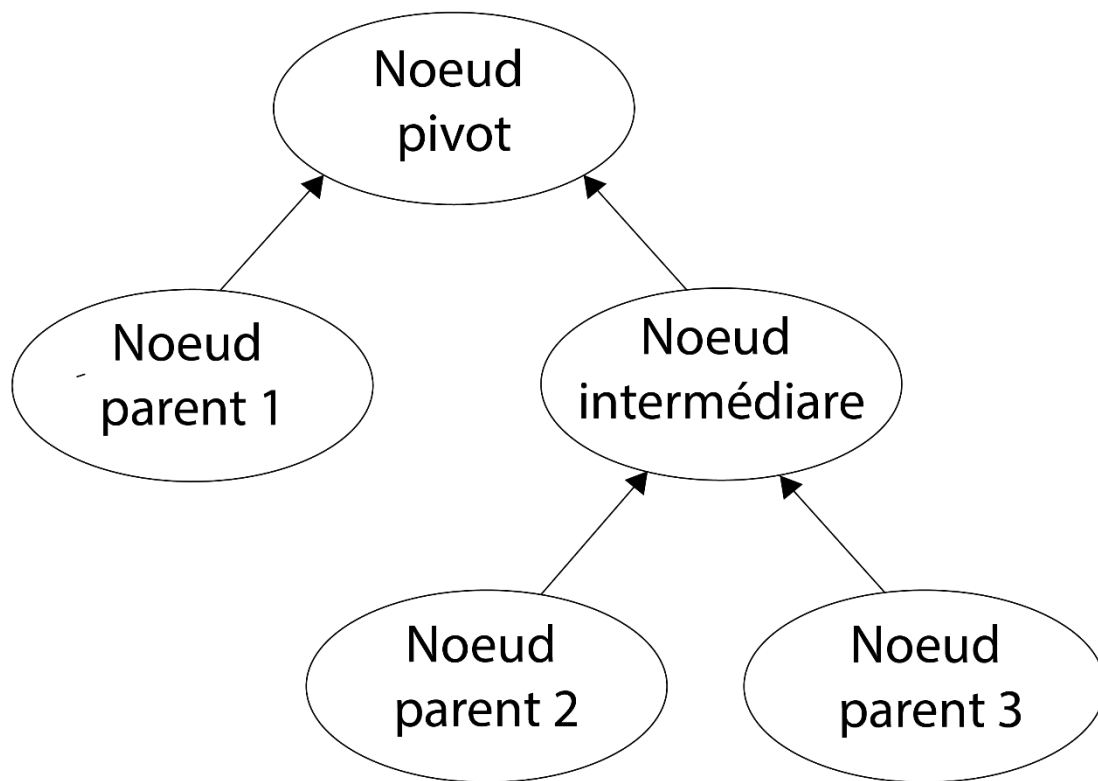 Noeud
pivot
Noeud
parent 1
Noeud
intermédiare
Noeud
parent 2
Noeud
parent 3